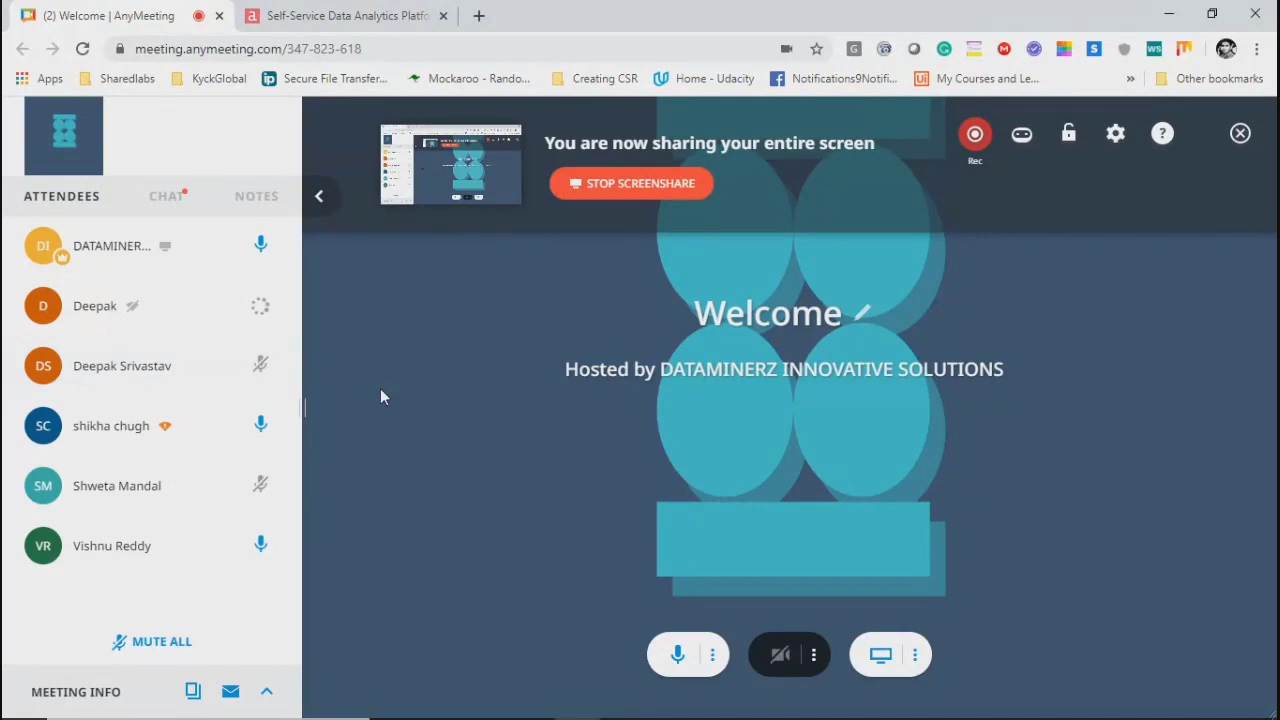 (2) Welcome | AnyMeeting
Self-Service Data Analytics Platfo
meeting.anymeeting.com/347-823-618
Apps
Sharedlabs
KyckGlobal
ip
Secure File Transfer...
Mockaroo - Rando...
Creating CSR
Home - Udacity
Notifications9Notifi...
Ui
My Courses and Le...
»
Other bookmarks
You are now sharing your entire screen
STOP SCREENSHARE
Rec
ATTENDEES
CHAT
NOTES
DI
DATAMINER...
D
Deepak
DS
Deepak Srivastav
SC
shikha chugh
SM
Shweta Mandal
VR
Vishnu Reddy
Welcome
Hosted by DATAMINERZ INNOVATIVE SOLUTIONS
MUTE ALL
MEETING INFO